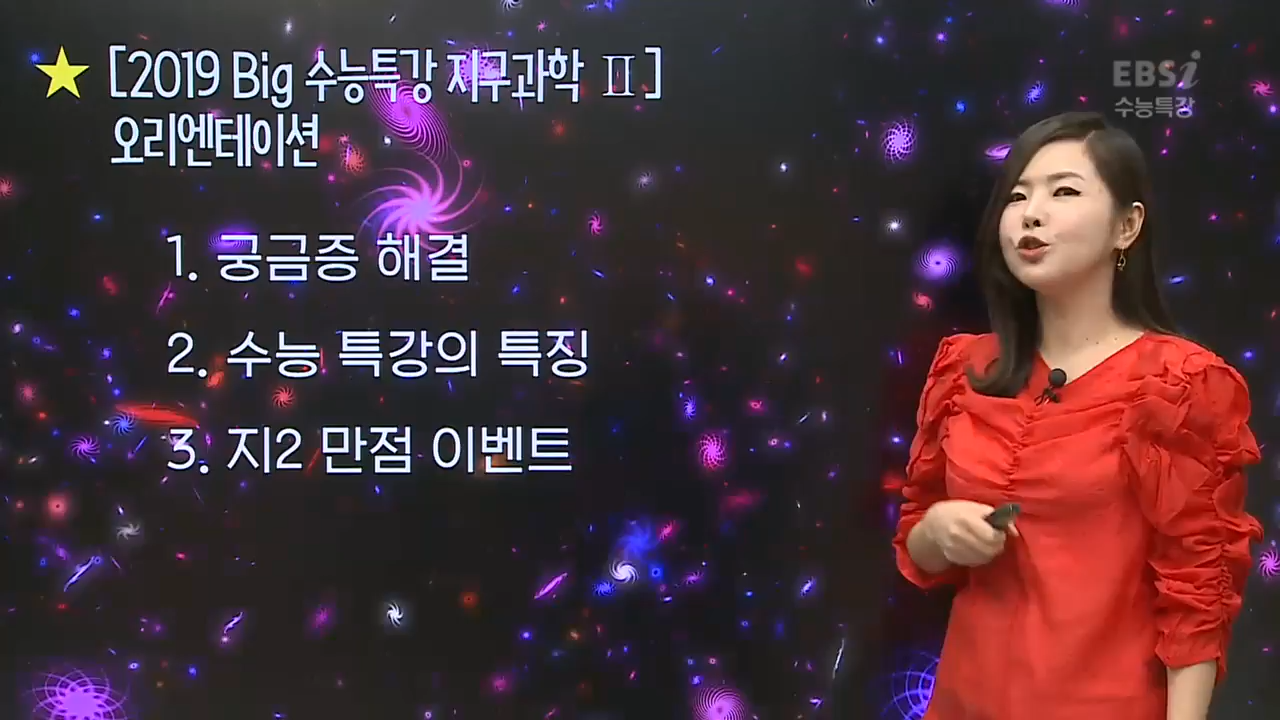 ★ [2019 Big 수능특강 지구과학 Ⅱ]
오리엔테이션
1. 궁금증 해결
2. 수능 특강의 특징
3. 지2 만점 이벤트
EBSi
수능특강